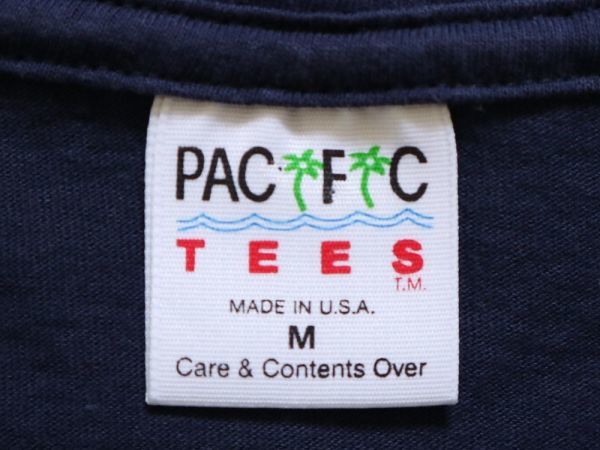 PACIFIC
TEES
T.M.
MADE IN U.S.A.
M
Care & Contents Over